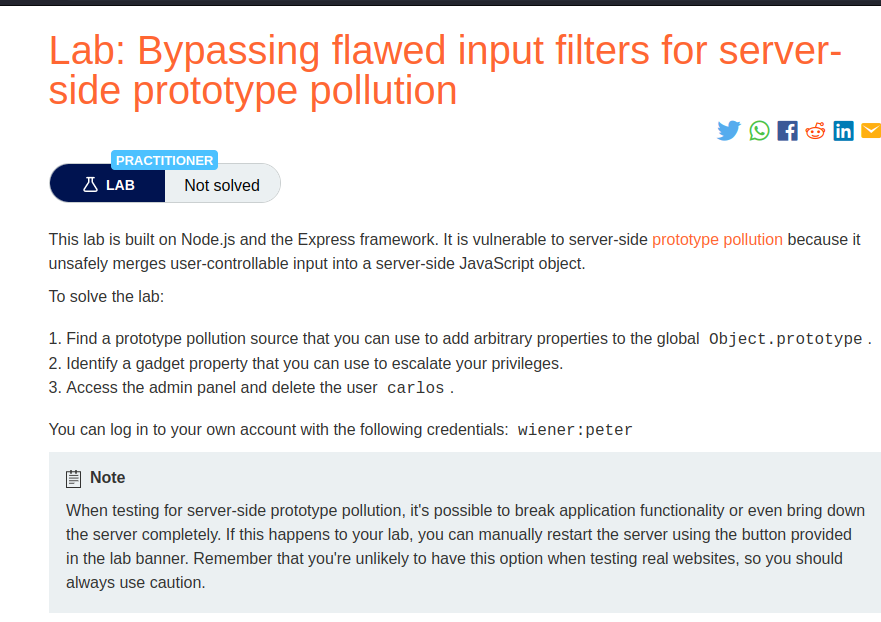 Lab: Bypassing flawed input filters for server-
side prototype pollution
PRACTITIONER
LAB
Not solved
This lab is built on Node.js and the Express framework. It is vulnerable to server-side prototype pollution because it
unsafely merges user-controllable input into a server-side JavaScript object.
To solve the lab:
1. Find a prototype pollution source that you can use to add arbitrary properties to the global Object.prototype .
2. Identify a gadget property that you can use to escalate your privileges.
3. Access the admin panel and delete the user carlos .
You can log in to your own account with the following credentials: wiener:peter
Note
When testing for server-side prototype pollution, it's possible to break application functionality or even bring down
the server completely. If this happens to your lab, you can manually restart the server using the button provided
in the lab banner. Remember that you're unlikely to have this option when testing real websites, so you should
always use caution.